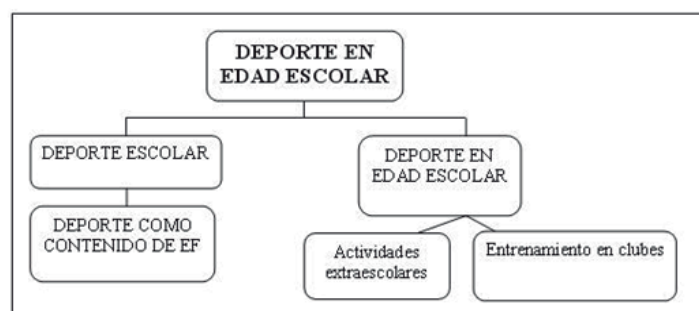 DEPORTE EN
EDAD ESCOLAR
DEPORTE ESCOLAR
DEPORTE EN
EDAD ESCOLAR
DEPORTE COMO
CONTENIDO DE EF
Actividades
extraescolares
Entrenamiento en clubes